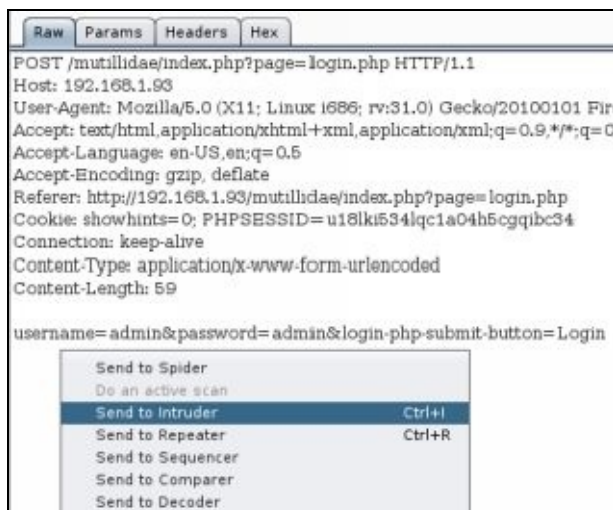 Raw Params Headers Hex
POST /mutillidae/index.php?page=login.php HTTP/1.1
Host: 192.168.1.93
User-Agent: Mozilla/5.0 (X11; Linux i686; rv:31.0) Gecko/20100101 Fir
Accept: text/html,application/xhtml+xml,application/xml;q=0.9,*/*;q=0
Accept-Language: en-US,en;q=0.5
Accept-Encoding: gzip, deflate
Referer: http://192.168.1.93/mutillidae/index.php?page=login.php
Cookie: showhints=0; PHPSESSID=u18lki534lqc1a04h5cgqibc34
Connection: keep-alive
Content-Type: application/x-www-form-urlencoded
Content-Length: 59
username=admin&password=admin&login-php-submit-button=Login
Send to Spider
Do an active scan
Send to Intruder Ctrl+I
Send to Repeater Ctrl+R
Send to Sequencer
Send to Comparer
Send to Decoder